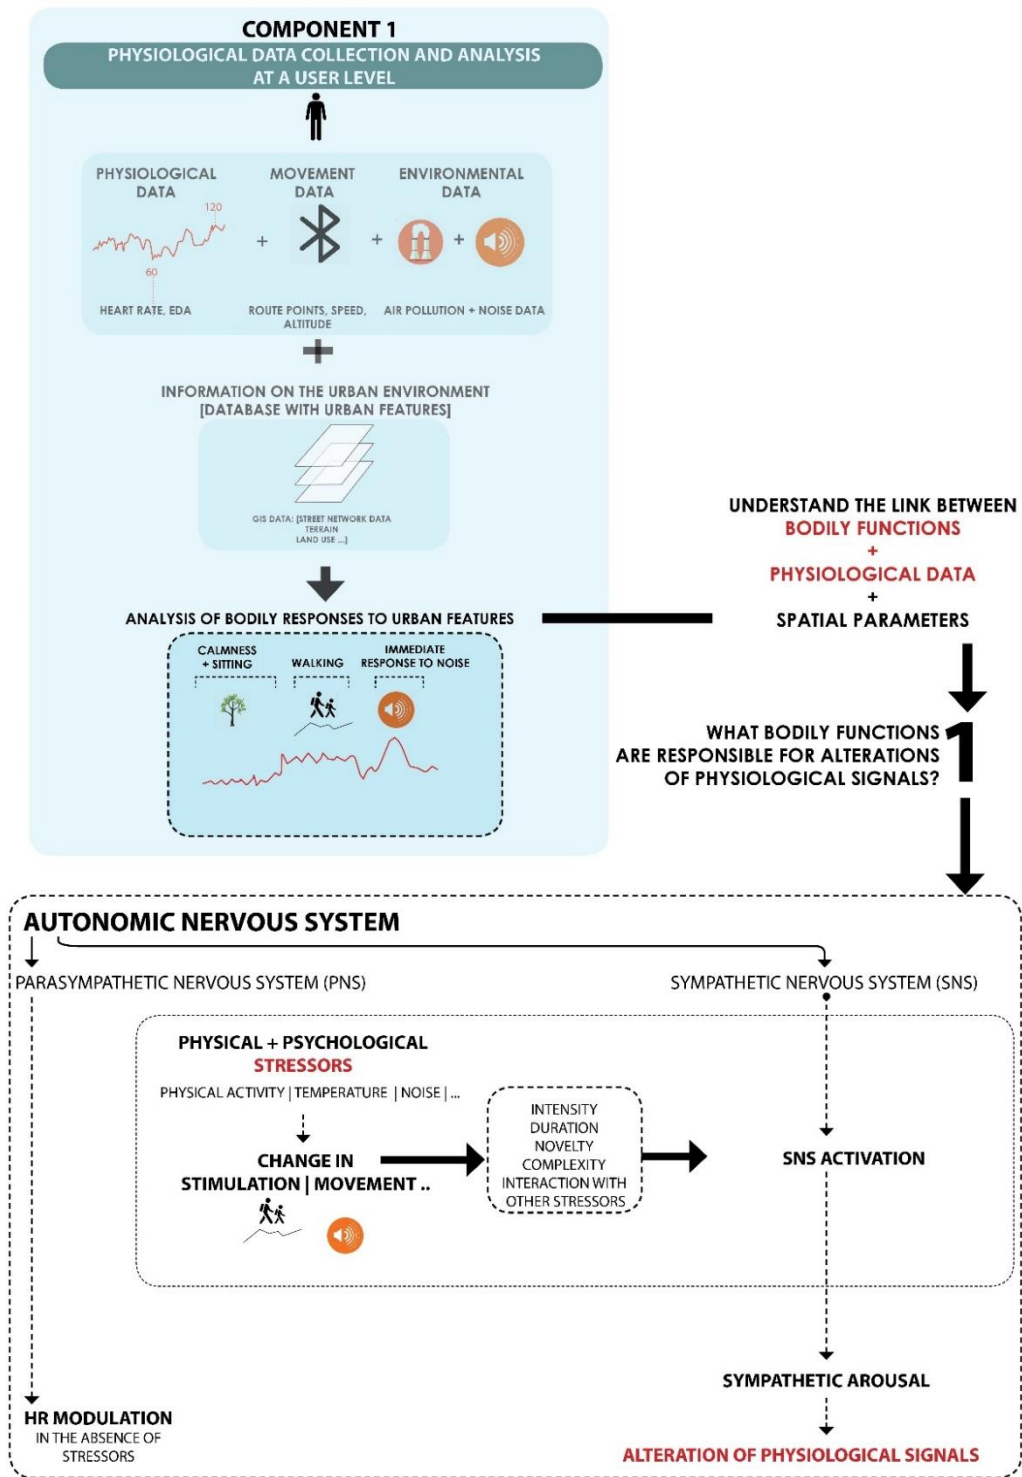 COMPONENT 1
PHYSIOLOGICAL DATA COLLECTION AND ANALYSIS
AT A USER LEVEL
PHYSIOLOGICAL
DATA
120
60
HEART RATE, EDA
+
MOVEMENT
DATA
ROUTE POINTS, SPEED,
ALTITUDE
+
ENVIRONMENTAL
DATA
+
AIR POLLUTION + NOISE DATA
+
INFORMATION ON THE URBAN ENVIRONMENT
[DATABASE WITH URBAN FEATURES]
GIS DATA: [STREET NETWORK DATA
TERRAIN
LAND USE ...]
ANALYSIS OF BODILY RESPONSES TO URBAN FEATURES
CALMNESS
+ SITTING
WALKING
IMMEDIATE
RESPONSE TO NOISE
UNDERSTAND THE LINK BETWEEN
BODILY FUNCTIONS
+
PHYSIOLOGICAL DATA
+
SPATIAL PARAMETERS
1
WHAT BODILY FUNCTIONS
ARE RESPONSIBLE FOR ALTERATIONS
OF PHYSIOLOGICAL SIGNALS?
AUTONOMIC NERVOUS SYSTEM
PARASYMPATHETIC NERVOUS SYSTEM (PNS)
SYMPATHETIC NERVOUS SYSTEM (SNS)
PHYSICAL + PSYCHOLOGICAL
STRESSORS
PHYSICAL ACTIVITY | TEMPERATURE | NOISE | ...
CHANGE IN
STIMULATION | MOVEMENT ..
INTENSITY
DURATION
NOVELTY
COMPLEXITY
INTERACTION WITH
OTHER STRESSORS
SNS ACTIVATION
SYMPATHETIC AROUSAL
HR MODULATION
IN THE ABSENCE OF
STRESSORS
ALTERATION OF PHYSIOLOGICAL SIGNALS